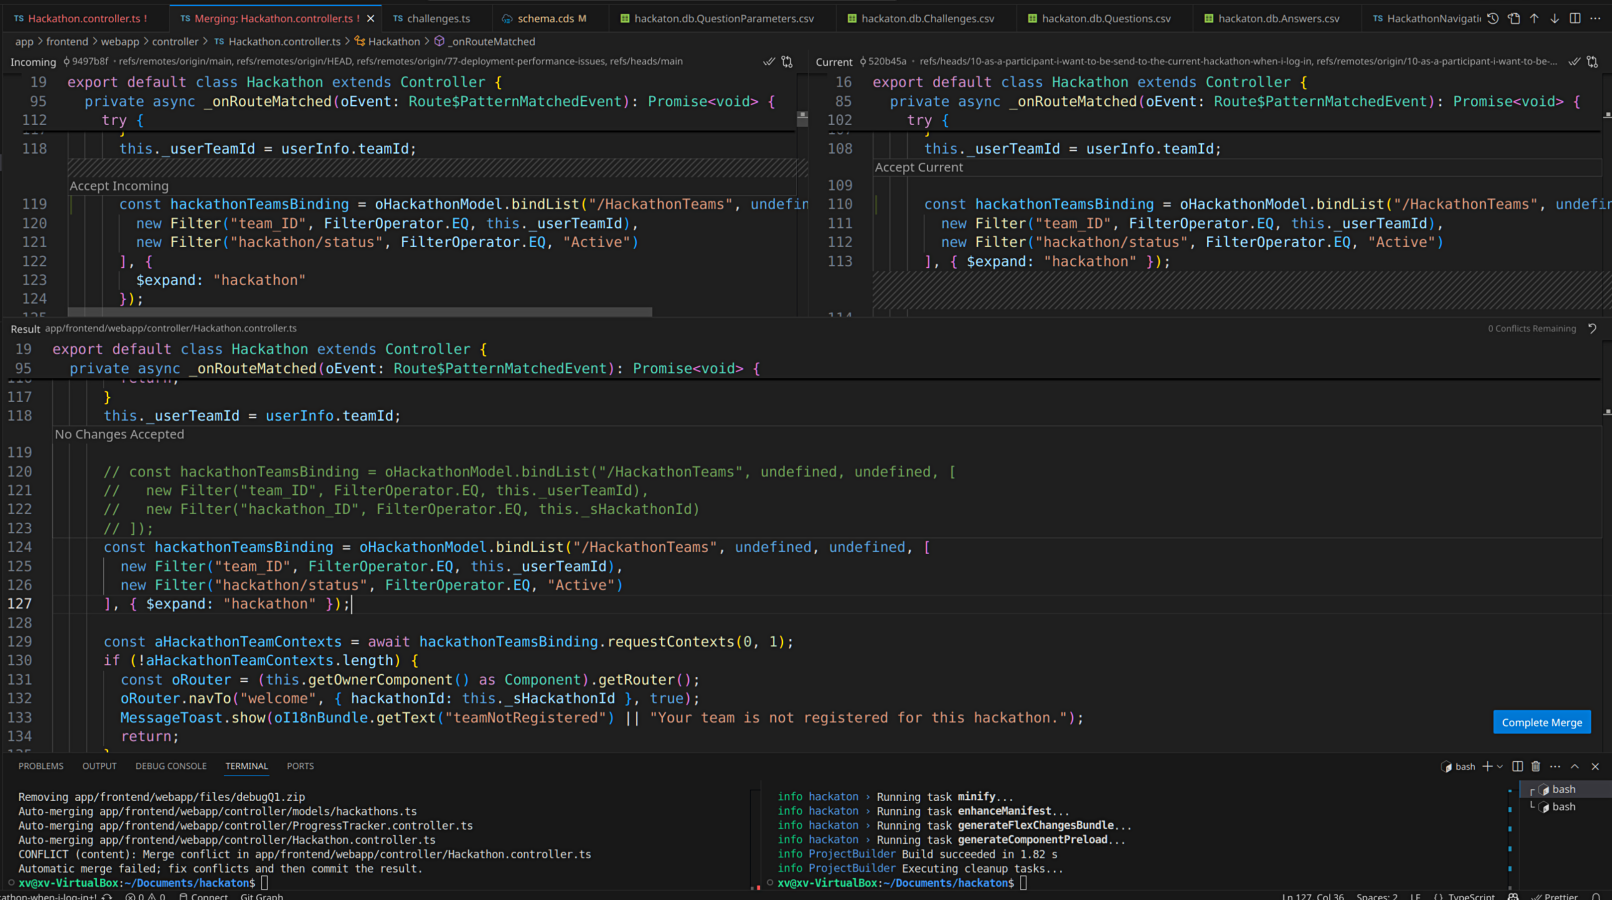 TS Hackathon.controller.ts !
TS Merging: Hackathon.controller.ts ! ×
TS challenges.ts
schema.cds M
hackaton.db.QuestionParameters.csv
hackaton.db.Challenges.csv
hackaton.db.Questions.csv
hackaton.db.Answers.csv
TS HackathonNavigati
app > frontend > webapp > controller > TS Hackathon.controller.ts > Hackathon > _onRouteMatched
Incoming 9497b8f · refs/remotes/origin/main, refs/remotes/origin/HEAD, refs/remotes/origin/77-deployment-performance-issues, refs/heads/main
19 export default class Hackathon extends Controller {
95 private async _onRouteMatched(oEvent: Route$PatternMatchedEvent): Promise<void> {
112 try {
117 }
118 this._userTeamId = userInfo.teamId;
Accept Incoming
119 const hackathonTeamsBinding = oHackathonModel.bindList("/HackathonTeams", undefin
120 new Filter("team_ID", FilterOperator.EQ, this._userTeamId),
121 new Filter("hackathon/status", FilterOperator.EQ, "Active")
122 ], {
123 $expand: "hackathon"
124 });
125
Current 520b45a · refs/heads/10-as-a-participant-i-want-to-be-send-to-the-current-hackathon-when-i-log-in, refs/remotes/origin/10-as-a-participant-i-want-to-be-...
16 export default class Hackathon extends Controller {
85 private async _onRouteMatched(oEvent: Route$PatternMatchedEvent): Promise<void> {
102 try {
107 }
108 this._userTeamId = userInfo.teamId;
Accept Current
109
110 const hackathonTeamsBinding = oHackathonModel.bindList("/HackathonTeams", undefin
111 new Filter("team_ID", FilterOperator.EQ, this._userTeamId),
112 new Filter("hackathon/status", FilterOperator.EQ, "Active")
113 ], { $expand: "hackathon" });
114
Result app/frontend/webapp/controller/Hackathon.controller.ts
0 Conflicts Remaining
19 export default class Hackathon extends Controller {
95 private async _onRouteMatched(oEvent: Route$PatternMatchedEvent): Promise<void> {
116 return;
117 }
118 this._userTeamId = userInfo.teamId;
No Changes Accepted
119
120 // const hackathonTeamsBinding = oHackathonModel.bindList("/HackathonTeams", undefined, undefined, [
121 //   new Filter("team_ID", FilterOperator.EQ, this._userTeamId),
122 //   new Filter("hackathon_ID", FilterOperator.EQ, this._sHackathonId)
123 // ]);
124 const hackathonTeamsBinding = oHackathonModel.bindList("/HackathonTeams", undefined, undefined, [
125 new Filter("team_ID", FilterOperator.EQ, this._userTeamId),
126 new Filter("hackathon/status", FilterOperator.EQ, "Active")
127 ], { $expand: "hackathon" });
128
129 const aHackathonTeamContexts = await hackathonTeamsBinding.requestContexts(0, 1);
130 if (!aHackathonTeamContexts.length) {
131 const oRouter = (this.getOwnerComponent() as Component).getRouter();
132 oRouter.navTo("welcome", { hackathonId: this._sHackathonId }, true);
133 MessageToast.show(oI18nBundle.getText("teamNotRegistered") || "Your team is not registered for this hackathon.");
134 return;
135 }
Complete Merge
PROBLEMS OUTPUT DEBUG CONSOLE TERMINAL PORTS
bash
Removing app/frontend/webapp/files/debugQ1.zip
Auto-merging app/frontend/webapp/controller/models/hackathons.ts
Auto-merging app/frontend/webapp/controller/ProgressTracker.controller.ts
Auto-merging app/frontend/webapp/controller/Hackathon.controller.ts
CONFLICT (content): Merge conflict in app/frontend/webapp/controller/Hackathon.controller.ts
Automatic merge failed; fix conflicts and then commit the result.
xv@xv-VirtualBox:~/Documents/hackaton$
info hackaton › Running task minify...
info hackaton › Running task enhanceManifest...
info hackaton › Running task generateFlexChangesBundle...
info hackaton › Running task generateComponentPreload...
info ProjectBuilder Build succeeded in 1.82 s
info ProjectBuilder Executing cleanup tasks...
xv@xv-VirtualBox:~/Documents/hackaton$
bash
bash
kathon-when-i-log-in+! 0 0 Connect Git Graph
Ln 127, Col 36 Spaces: 2 LF {} TypeScript Prettier